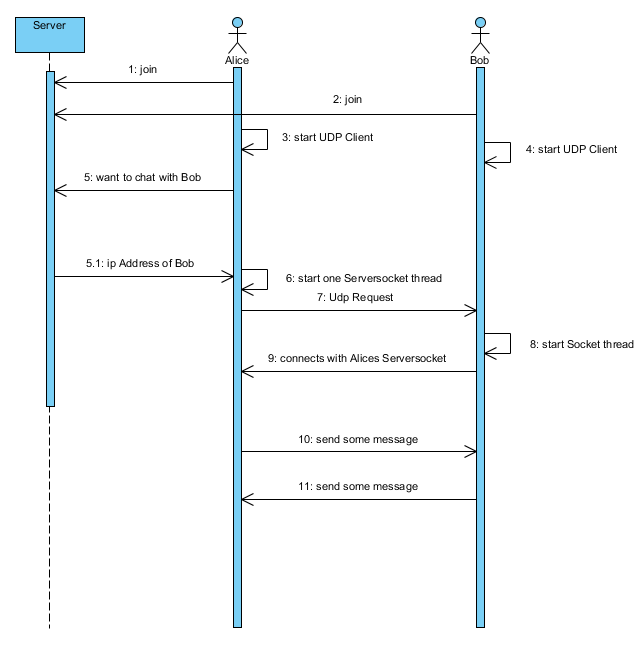 Server
Alice
Bob
1: join
2: join
3: start UDP Client
4: start UDP Client
5: want to chat with Bob
5.1: ip Address of Bob
6: start one Serversocket thread
7: Udp Request
8: start Socket thread
9: connects with Alices Serversocket
10: send some message
11: send some message